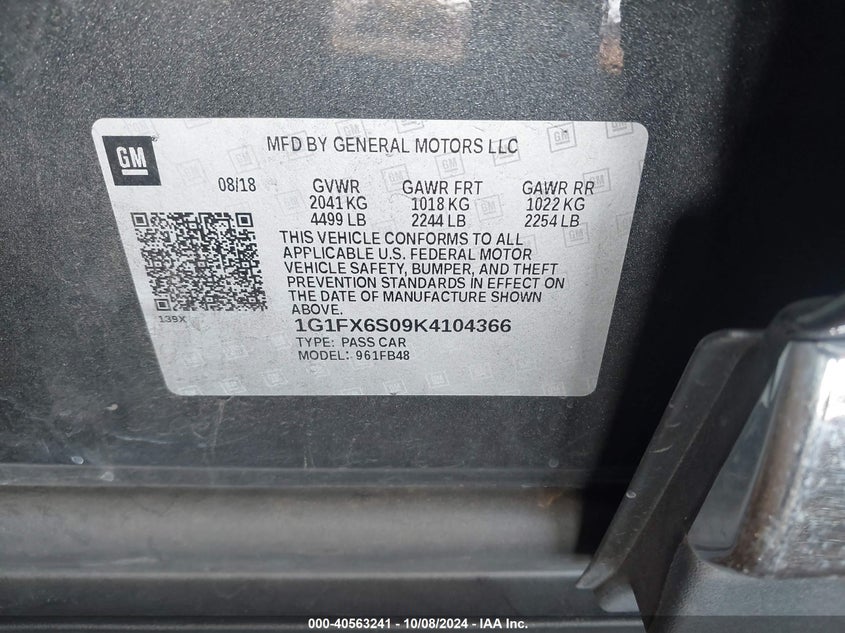 GM
MFD BY GENERAL MOTORS LLC
08/18 GVWR GAWR FRT GAWR RR
2041 KG 1018 KG 1022 KG
4499 LB 2244 LB 2254 LB
THIS VEHICLE CONFORMS TO ALL
APPLICABLE U.S. FEDERAL MOTOR
VEHICLE SAFETY, BUMPER, AND THEFT
PREVENTION STANDARDS IN EFFECT ON
THE DATE OF MANUFACTURE SHOWN
ABOVE.
139X
1G1FX6S09K4104366
TYPE: PASS CAR
MODEL: 961FB48
000-40563241 - 10/08/2024 - IAA Inc.